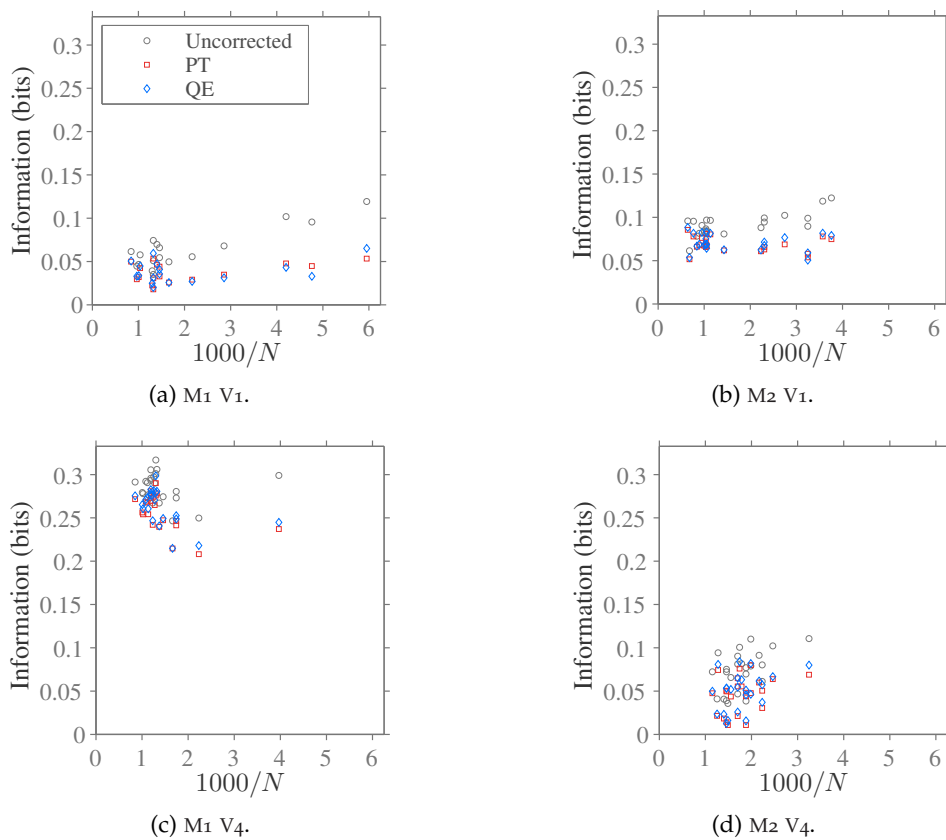 0.3
0.25
0.2
0.15
0.1
0.05
0
Information (bits)
Uncorrected
PT
QE
0 1 2 3 4 5 6
1000/N
(a) M1 V1.
0.3
0.25
0.2
0.15
0.1
0.05
0
Information (bits)
0 1 2 3 4 5 6
1000/N
(b) M2 V1.
0.3
0.25
0.2
0.15
0.1
0.05
0
Information (bits)
0 1 2 3 4 5 6
1000/N
(c) M1 V4.
0.3
0.25
0.2
0.15
0.1
0.05
0
Information (bits)
0 1 2 3 4 5 6
1000/N
(d) M2 V4.